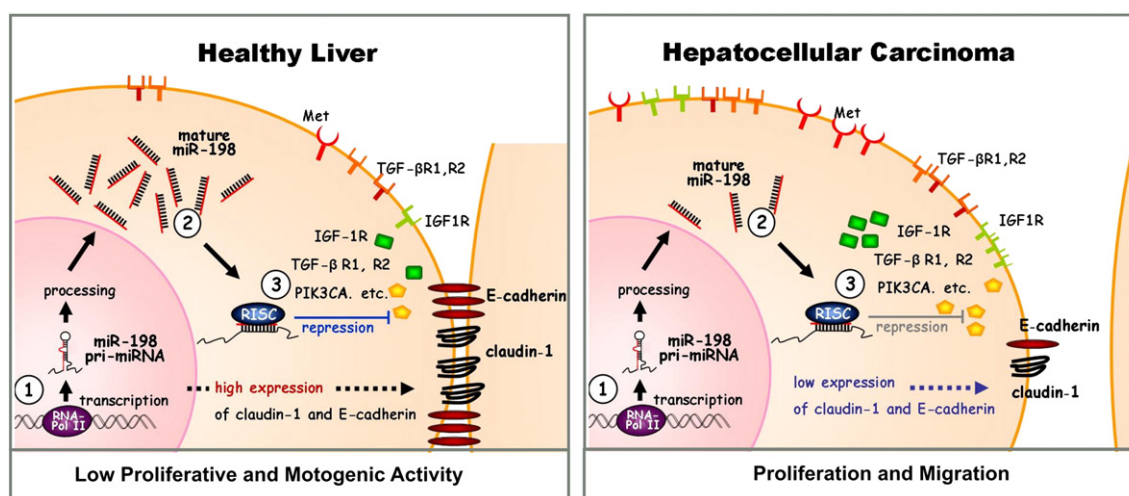 Healthy Liver
Met
mature
miR-198
TGF-βR1,R2
2
IGF1R
IGF-1R
TGF-β R1, R2
3
PIK3CA. etc.
processing
E-cadherin
RISC
repression
miR-198
pri-miRNA
claudin-1
1
high expression
transcription
of claudin-1 and E-cadherin
RNA-
Pol II
Low Proliferative and Motogenic Activity
Hepatocellular Carcinoma
Met
TGF-βR1,R2
mature
miR-198
2
IGF1R
IGF-1R
TGF-β R1, R2
3
PIK3CA. etc.
processing
RISC
repression
E-cadherin
miR-198
pri-miRNA
claudin-1
1
low expression
transcription
of claudin-1 and E-cadherin
RNA-
Pol II
Proliferation and Migration